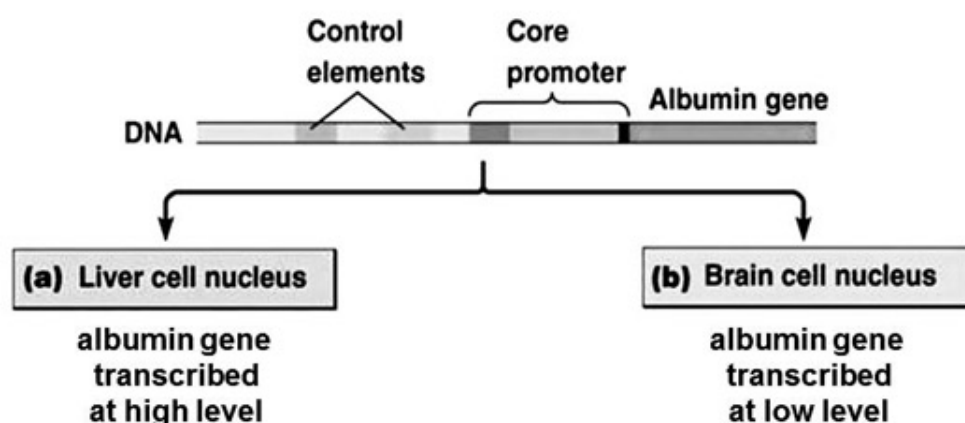 Control
elements
Core
promoter
Albumin gene
DNA
(a) Liver cell nucleus
(b) Brain cell nucleus
albumin gene
transcribed
at high level
albumin gene
transcribed
at low level